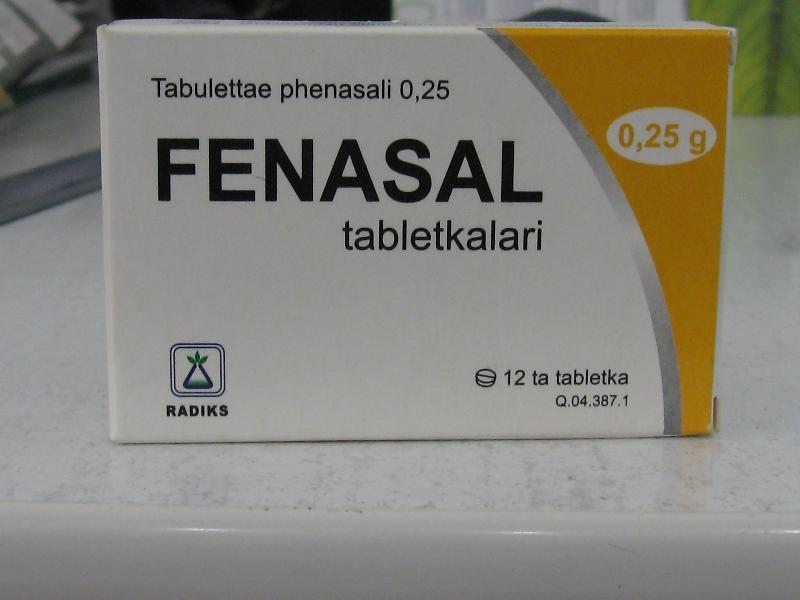 Tabulettae phenasali 0,25
0,25 g
FENASAL
tabletkalari
12 ta tabletka
Q.04.387.1
RADIKS